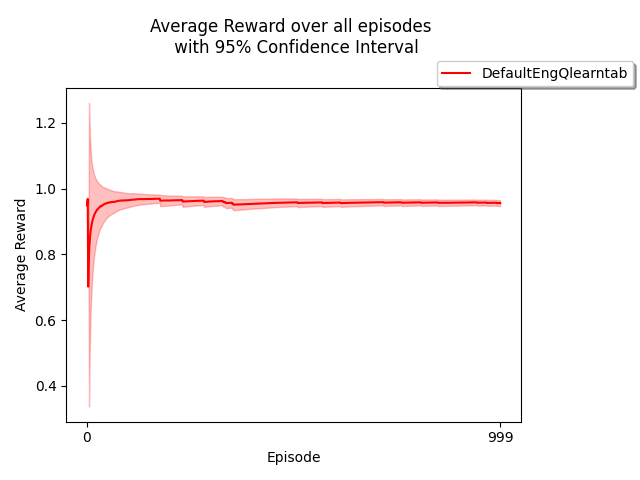 Average Reward over all episodes
with 95% Confidence Interval
DefaultEngQlearntab
1.2
1.0
0.8
0.6
0.4
Average Reward
0
999
Episode